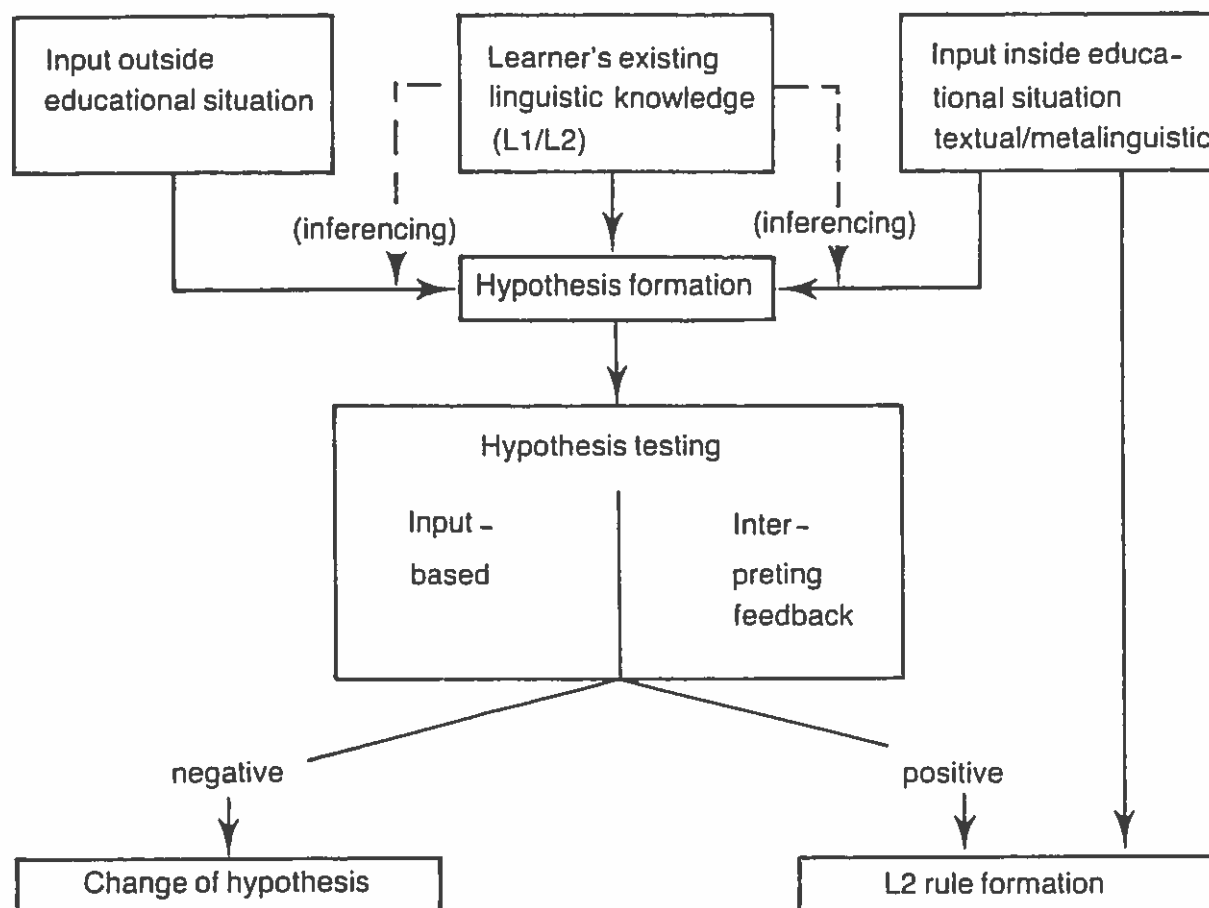 Input outside
educational situation
Learner's existing
linguistic knowledge
(L1/L2)
Input inside educa-
tional situation
textual/metalinguistic
(inferencing)
(inferencing)
Hypothesis formation
Hypothesis testing
Input-
based
Inter-
preting
feedback
negative
positive
Change of hypothesis
L2 rule formation